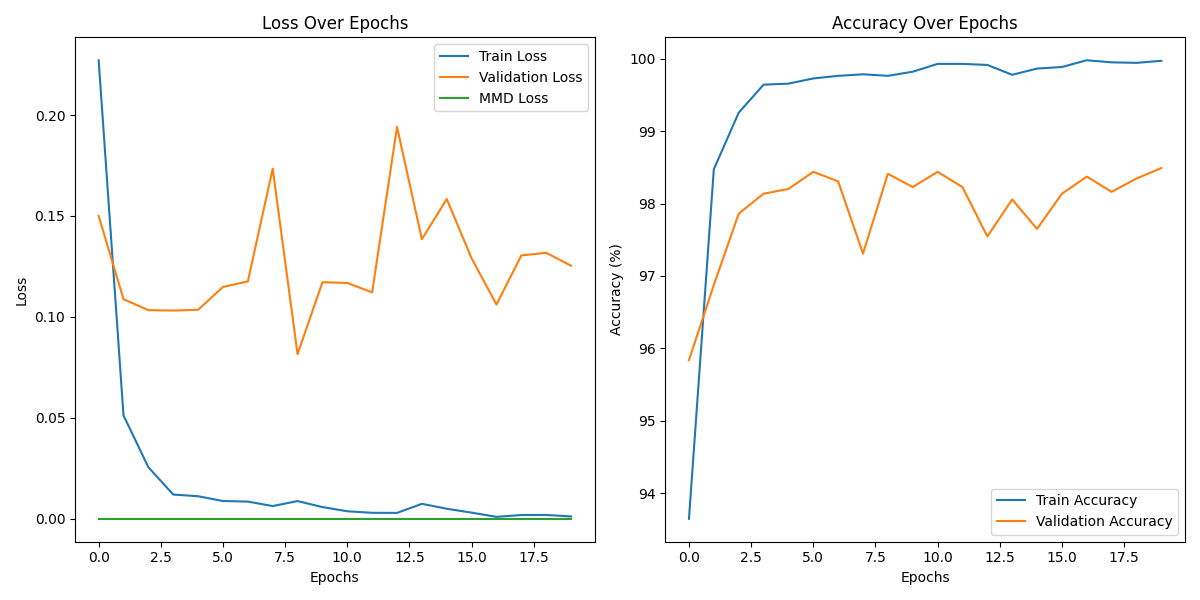 Loss Over Epochs
Train Loss
Validation Loss
MMD Loss
0.20
0.15
0.10
0.05
0.00
Loss
0.0 2.5 5.0 7.5 10.0 12.5 15.0 17.5
Epochs
Accuracy Over Epochs
100
99
98
97
96
95
94
Accuracy (%)
Train Accuracy
Validation Accuracy
0.0 2.5 5.0 7.5 10.0 12.5 15.0 17.5
Epochs